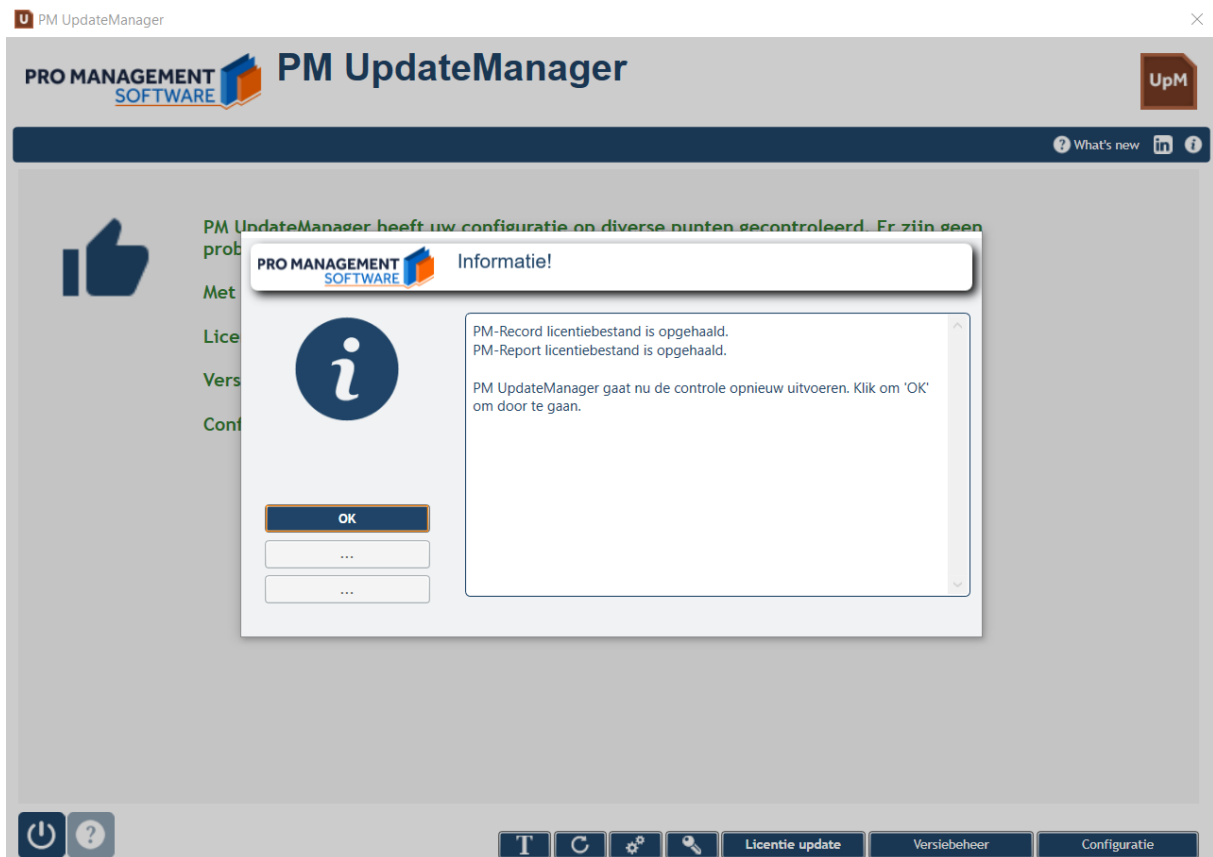 U PM UpdateManager
PRO MANAGEMENT
SOFTWARE
PM UpdateManager
UpM
? What's new in i
PM UpdateManager heeft uw configuratie op diverse punten gecontroleerd. Er zijn geen
prob
Met
Lice
Vers
Conf
PRO MANAGEMENT
SOFTWARE
Informatie!
i
PM-Record licentiebestand is opgehaald.
PM-Report licentiebestand is opgehaald.
PM UpdateManager gaat nu de controle opnieuw uitvoeren. Klik om 'OK'
om door te gaan.
OK
...
...
?
T
Licentie update
Versiebeheer
Configuratie